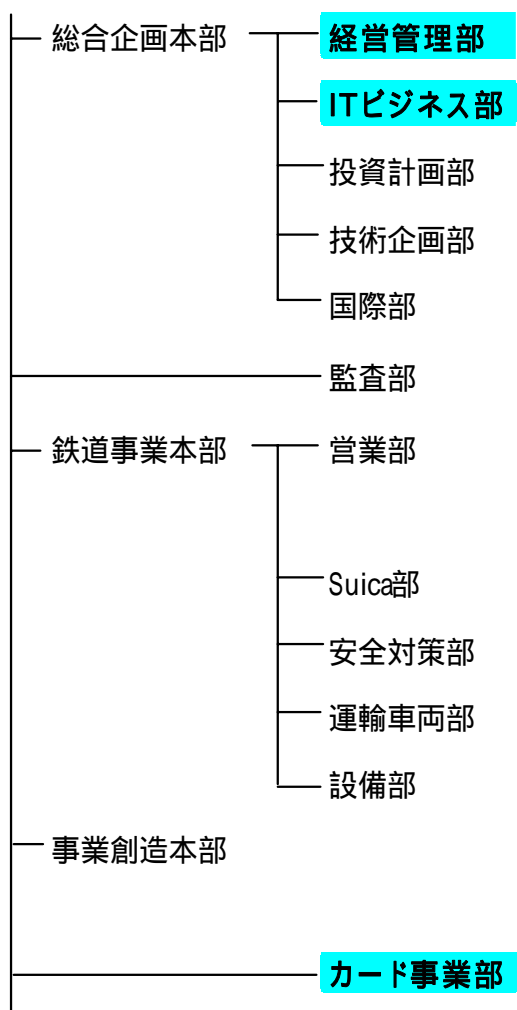 総合企画本部
経営管理部
ITビジネス部
投資計画部
技術企画部
国際部
監査部
鉄道事業本部
営業部
Suica部
安全対策部
運輸車両部
設備部
事業創造本部
カード事業部